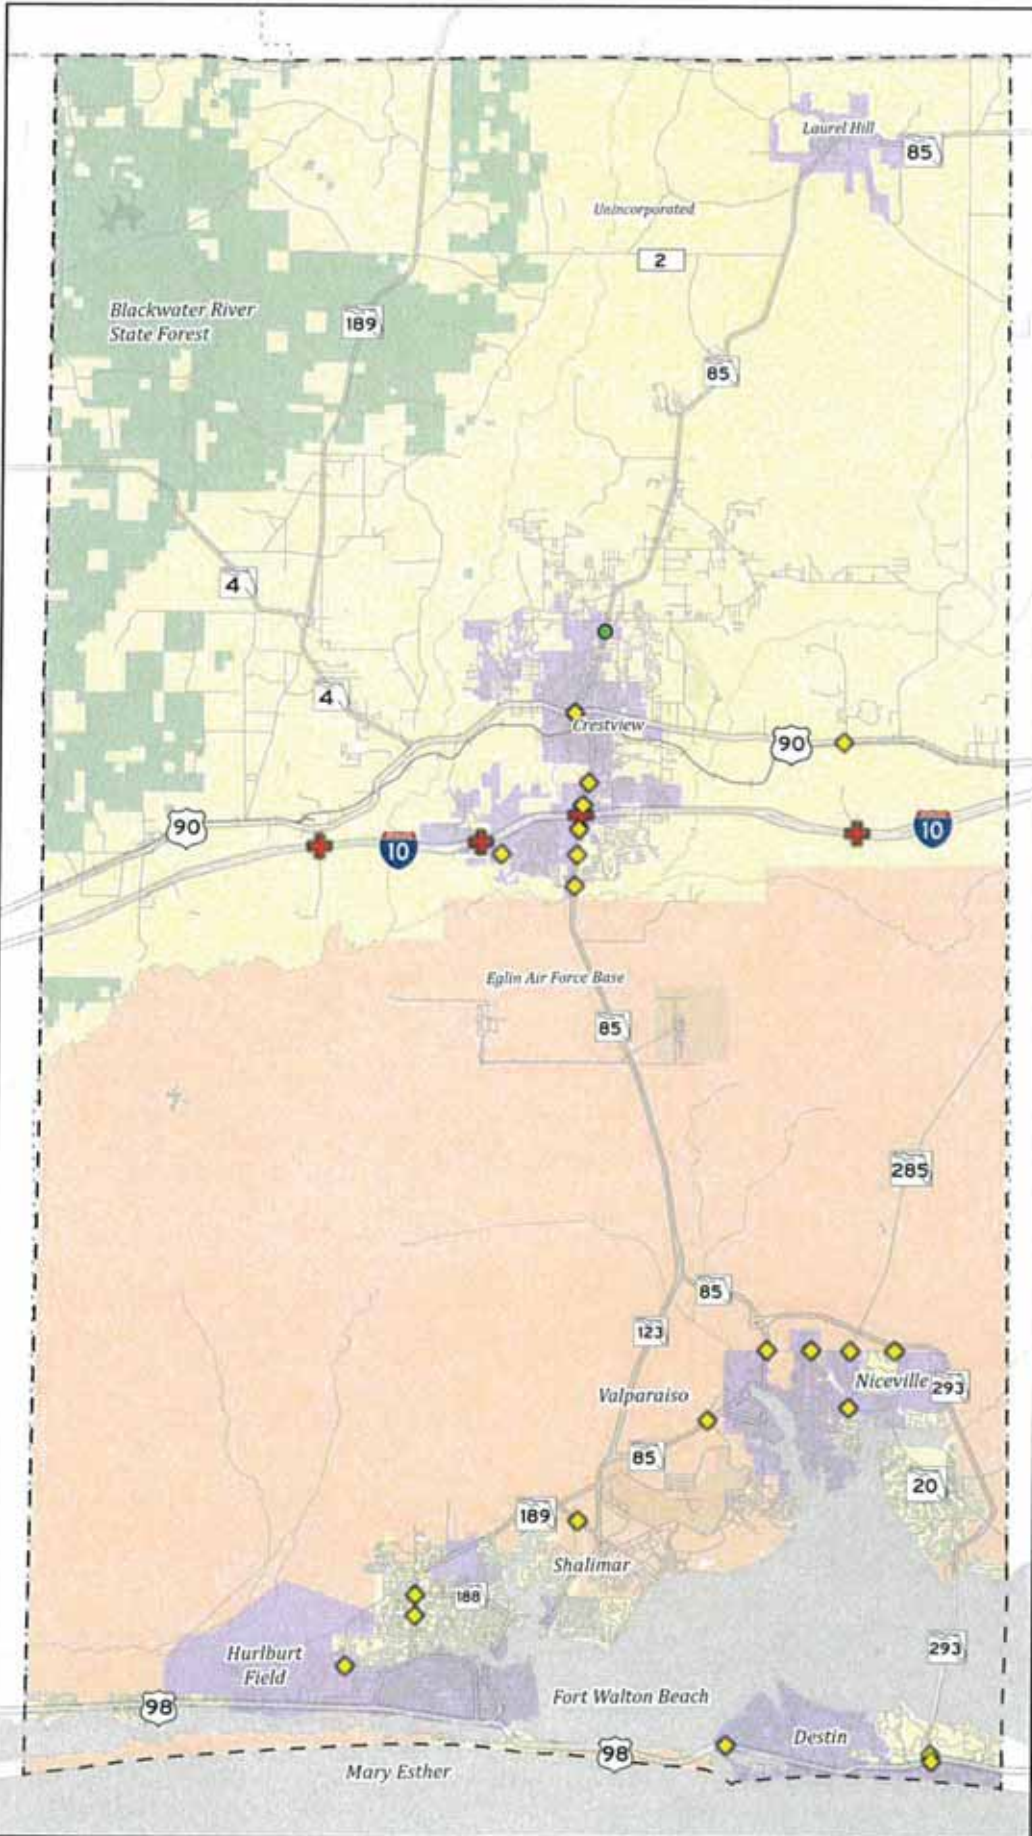 Laurel Hill
85
Unincorporated
2
Blackwater River
State Forest
189
85
4
4
Crestview
90
90
10
10
Eglin Air Force Base
85
285
85
123
Niceville
293
Valparaiso
85
20
189
Shalimar
188
Hurlburt
Field
293
98
Fort Walton Beach
Destin
98
Mary Esther